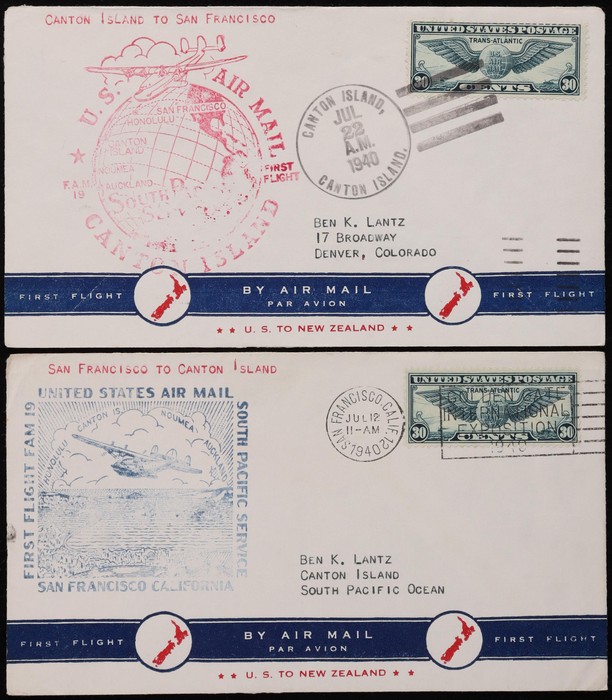 CANTON ISLAND TO SAN FRANCISCO
U.S. AIR MAIL
SAN FRANCISCO
HONOLULU
CANTON
ISLAND
NOUMEA
AUCKLAND
F.A.M.
19
FIRST
FLIGHT
SOUTH
CANTON ISLAND
CANTON ISLAND,
JUL
22
A.M.
1940
CANTON ISLAND.
UNITED STATES POSTAGE
TRANS-ATLANTIC
U.S.
AIR
MAIL
30 CENTS 30
BEN K. LANTZ
17 BROADWAY
DENVER, COLORADO
FIRST FLIGHT
BY AIR MAIL
PAR AVION
FIRST FLIGHT
★ ★ U. S. TO NEW ZEALAND ★ ★
SAN FRANCISCO TO CANTON ISLAND
UNITED STATES AIR MAIL
FIRST FLIGHT FAM 19
HONOLULU CANTON IS. NOUMEA AUCKLAND
SOUTH PACIFIC SERVICE
SAN FRANCISCO CALIFORNIA
SAN FRANCISCO, CALIF.
JUL 12
11-AM
1940
UNITED STATES POSTAGE
TRANS-ATLANTIC
GOLDEN GATE
INTERNATIONAL
EXPOSITION
1940
30 CENTS 30
BEN K. LANTZ
CANTON ISLAND
SOUTH PACIFIC OCEAN
FIRST FLIGHT
BY AIR MAIL
PAR AVION
FIRST FLIGHT
★ ★ U. S. TO NEW ZEALAND ★ ★